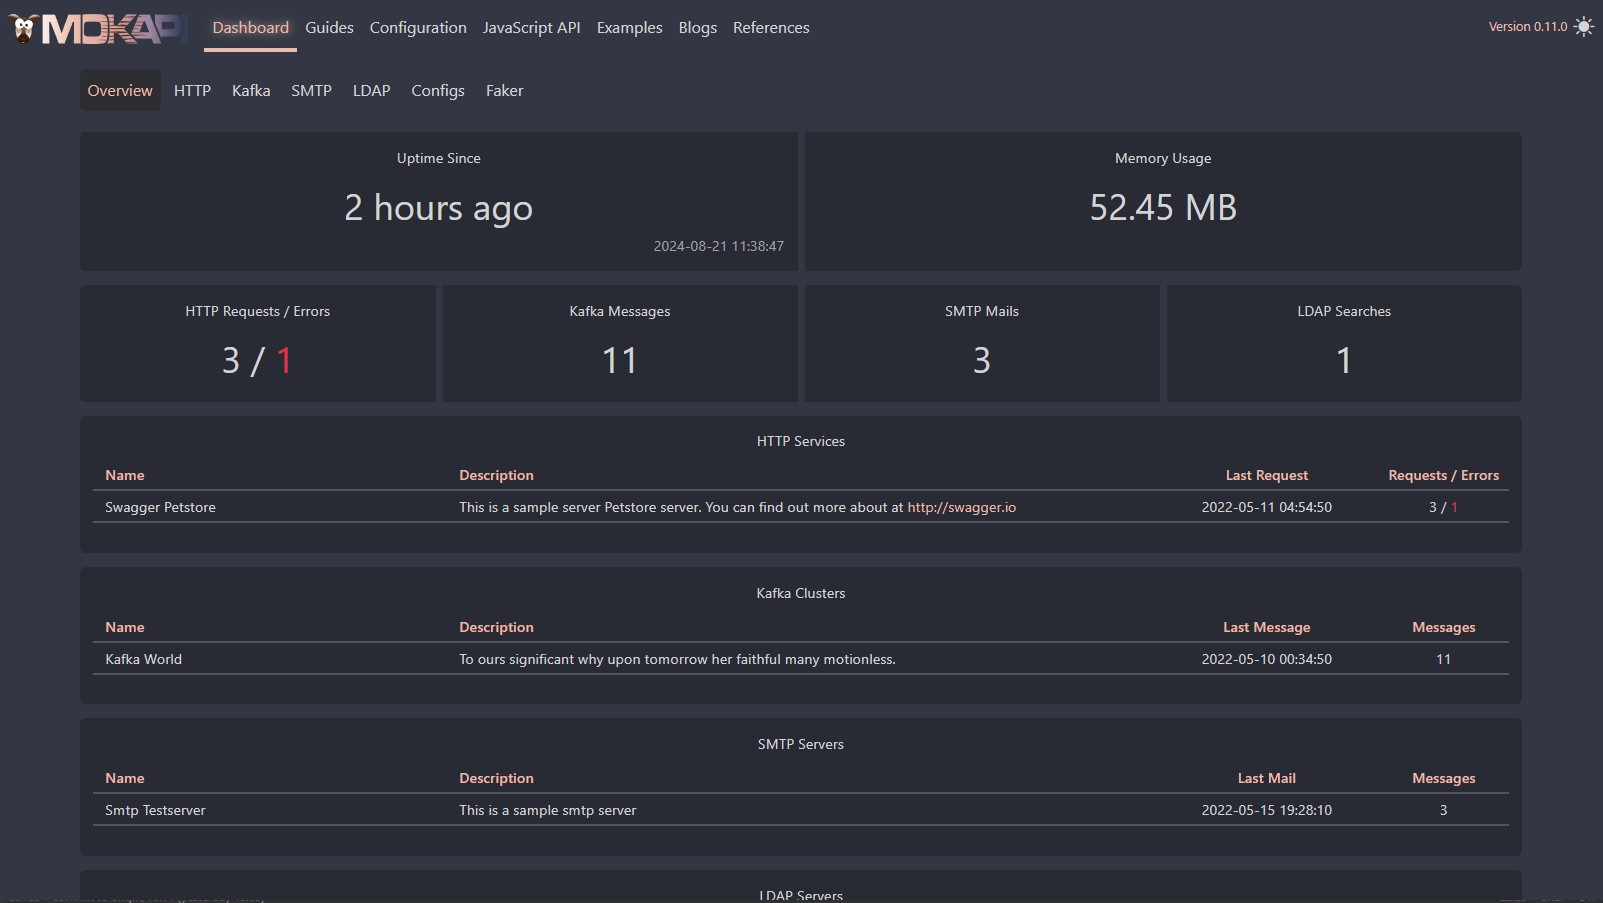 MOKAPI Dashboard Guides Configuration JavaScript API Examples Blogs References Version 0.11.0
Overview HTTP Kafka SMTP LDAP Configs Faker
Uptime Since
2 hours ago
2024-08-21 11:38:47
Memory Usage
52.45 MB
HTTP Requests / Errors
3 / 1
Kafka Messages
11
SMTP Mails
3
LDAP Searches
1
HTTP Services
Name Description Last Request Requests / Errors
Swagger Petstore This is a sample server Petstore server. You can find out more about at http://swagger.io 2022-05-11 04:54:50 3 / 1
Kafka Clusters
Name Description Last Message Messages
Kafka World To ours significant why upon tomorrow her faithful many motionless. 2022-05-10 00:34:50 11
SMTP Servers
Name Description Last Mail Messages
Smtp Testserver This is a sample smtp server 2022-05-15 19:28:10 3
LDAP Servers